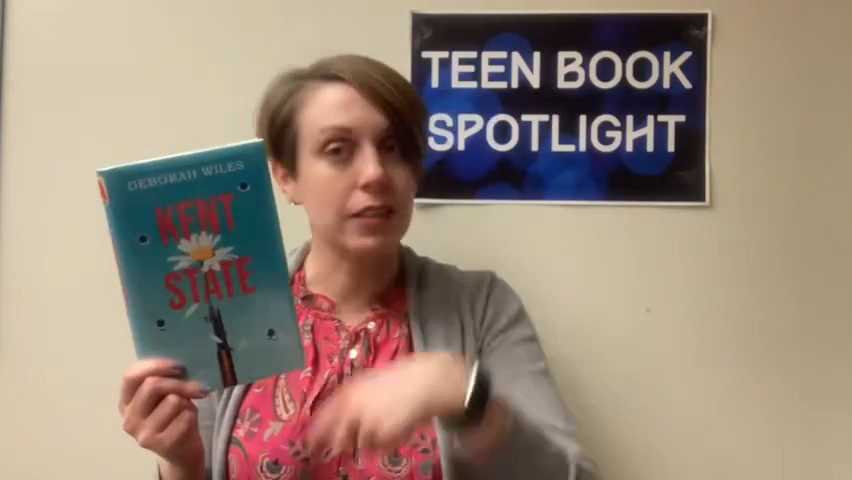 TEEN BOOK
SPOTLIGHT
DEBORAH WILES
KENT
STATE